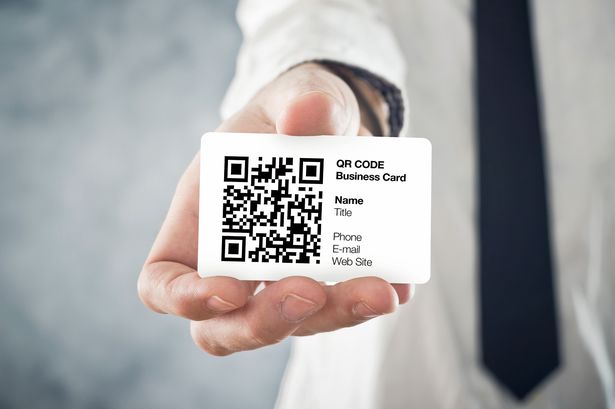 QR CODE
Business Card
Name
Title
Phone
E-mail
Web Site